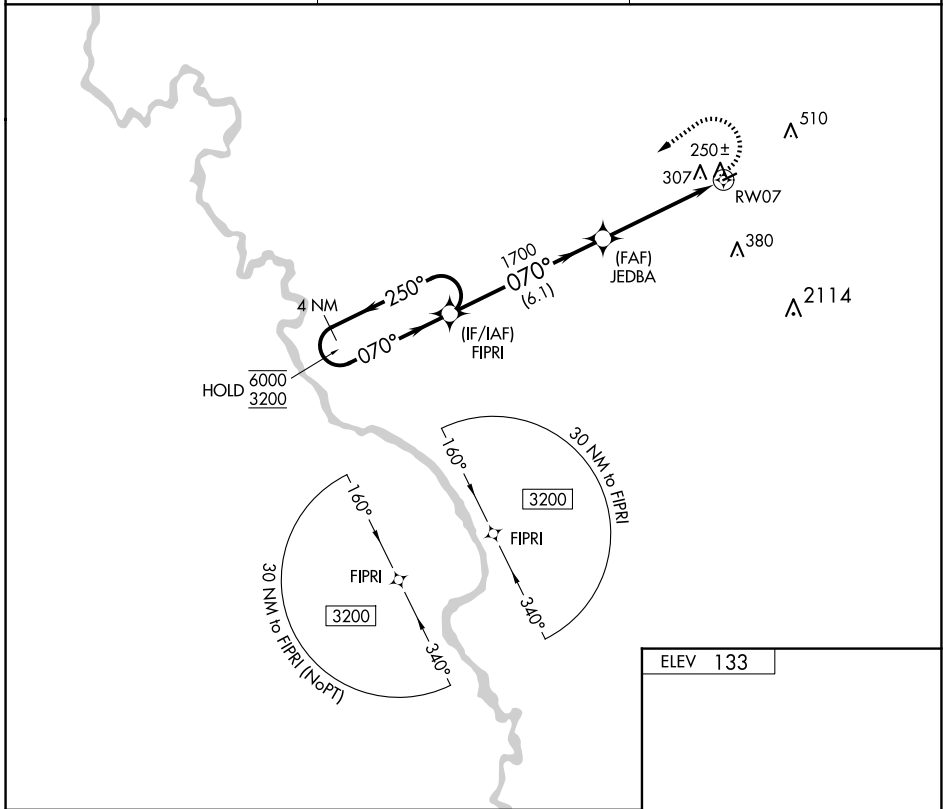 510
250±
307
RW07
(FAF)
JEDBA
380
1700
070°
(6.1)
2114
250°
4 NM
070°
(IF/IAF)
FIPRI
HOLD 6000
3200
30 NM to FIPRI
160°
3200
FIPRI
340°
160°
FIPRI
3200
340°
30 NM to FIPRI (NoPT)
ELEV 133